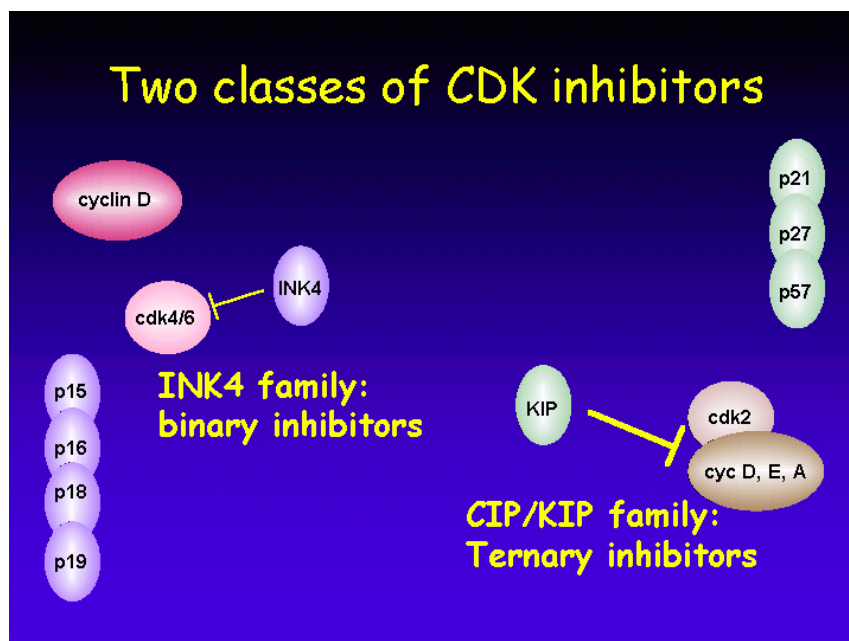 Two classes of CDK inhibitors
cyclin D
INK4
cdk4/6
INK4 family:
binary inhibitors
p15
p16
p18
p19
p21
p27
p57
KIP
cdk2
cyc D, E, A
CIP/KIP family:
Ternary inhibitors